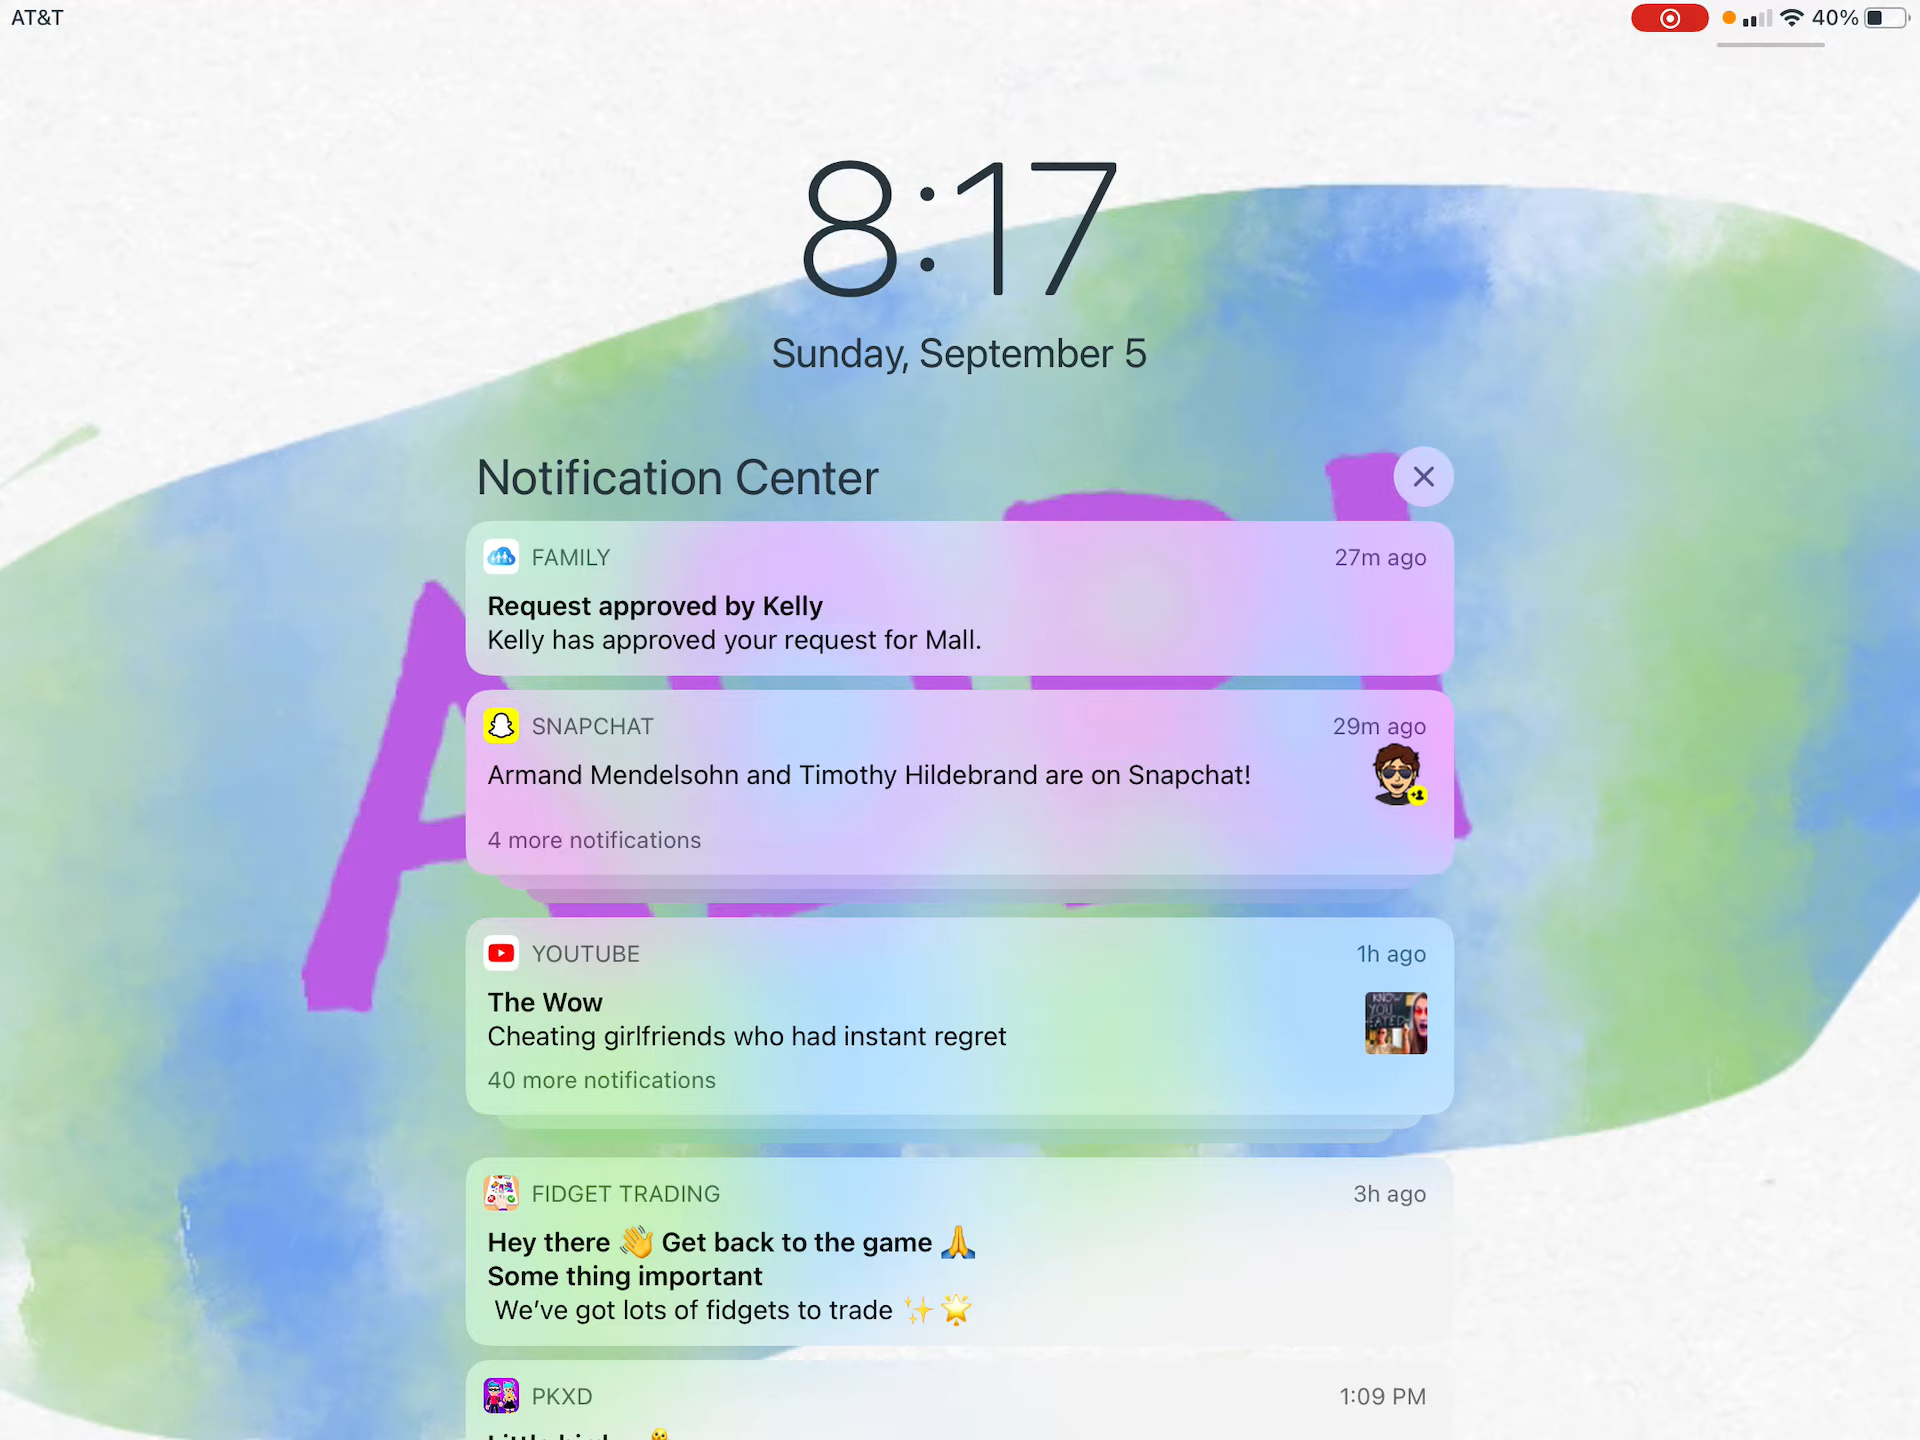 AT&T
40%
8:17
Sunday, September 5
Notification Center
FAMILY
27m ago
Request approved by Kelly
Kelly has approved your request for Mall.
SNAPCHAT
29m ago
Armand Mendelsohn and Timothy Hildebrand are on Snapchat!
4 more notifications
YOUTUBE
1h ago
The Wow
Cheating girlfriends who had instant regret
KNOW
YOU
40 more notifications
FIDGET TRADING
3h ago
Hey there 👋 Get back to the game 🙏
Some thing important
We've got lots of fidgets to trade ✨🌟
PKXD
1:09 PM